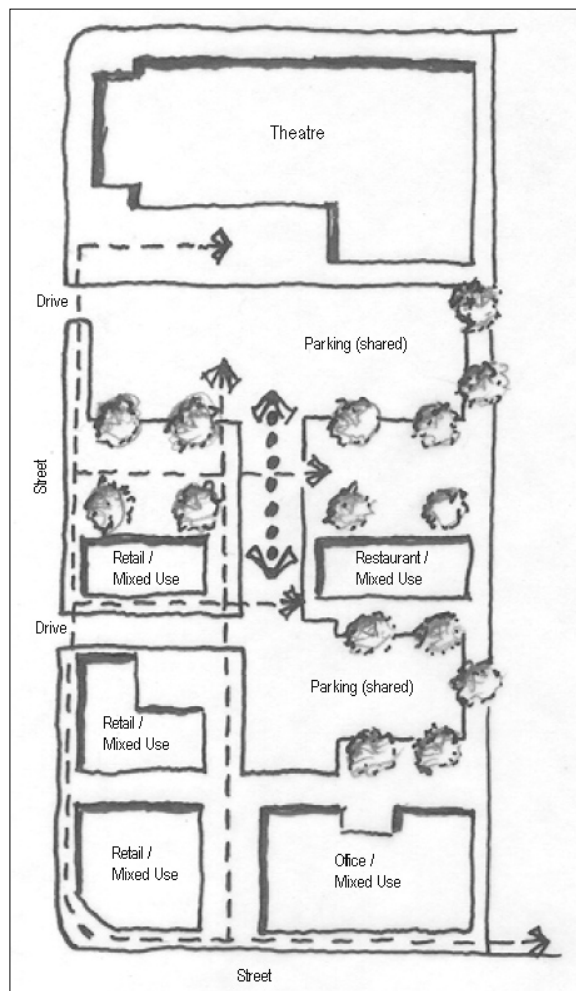 Theatre
Drive
Parking (shared)
Street
Retail /
Mixed Use
Restaurant /
Mixed Use
Drive
Parking (shared)
Retail /
Mixed Use
Retail /
Mixed Use
Office /
Mixed Use
Street